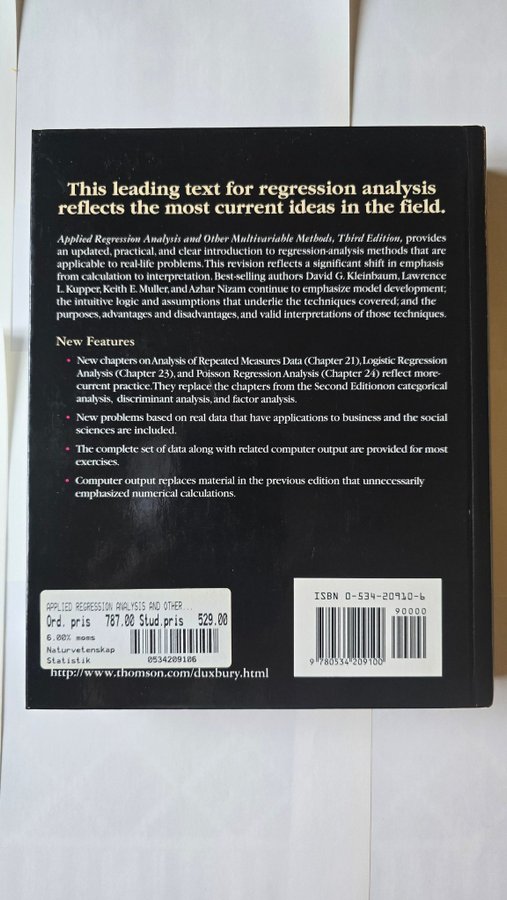 This leading text for regression analysis
reflects the most current ideas in the field.
Applied Regression Analysis and Other Multivariable Methods, Third Edition, provides
an updated, practical, and clear introduction to regression-analysis methods that are
applicable to real-life problems. This revision reflects a significant shift in emphasis
from calculation to interpretation. Best-selling authors David G. Kleinbaum, Lawrence
L. Kupper, Keith E. Muller, and Azhar Nizam continue to emphasize model development;
the intuitive logic and assumptions that underlie the techniques covered; and the
purposes, advantages and disadvantages, and valid interpretations of those techniques.
New Features
• New chapters on Analysis of Repeated Measures Data (Chapter 21), Logistic Regression
Analysis (Chapter 23), and Poisson Regression Analysis (Chapter 24) reflect more-
current practice. They replace the chapters from the Second Editionon categorical
analysis, discriminant analysis, and factor analysis.
• New problems based on real data that have applications to business and the social
sciences are included.
• The complete set of data along with related computer output are provided for most
exercises.
• Computer output replaces material in the previous edition that unnecessarily
emphasized numerical calculations.
APPLIED REGRESSION ANALYSIS AND OTHER...
Ord. pris 787.00 Stud.pris 529.00
6.00% moms
Naturvetenskap
Statistik 0534209106
http://www.thomson.com/duxbury.html
ISBN 0-534-20910-6
90000
9 780534 209100